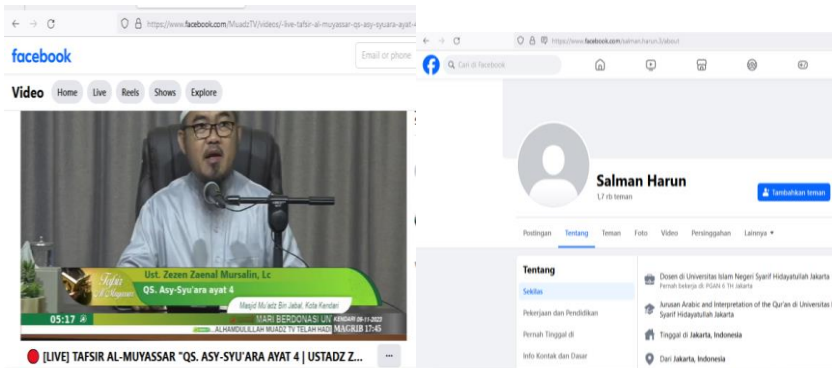 https://www.facebook.com/MuadzTV/videos/-live-tafsir-al-muyassar-qs-asy-syuara-ayat-4
facebook
Email or phone
Video Home Live Reels Shows Explore
Tafsir
Al-Muyassar
Ust. Zezen Zaenal Mursalin, Lc
QS. Asy-Syu'ara ayat 4
Masjid Mu'adz Bin Jabal, Kota Kendari
05:17
MARI BERDONASI UN
KENDARI 09-11-2023
...ALHAMDULILLAH MUADZ TV TELAH HADI
MAGRIB 17:45
[LIVE] TAFSIR AL-MUYASSAR "QS. ASY-SYU'ARA AYAT 4 | USTADZ Z...
https://www.facebook.com/salman.harun.3/about
Cari di Facebook
Salman Harun
1,7 rb teman
Tambahkan teman
Postingan Tentang Teman Foto Video Persinggahan Lainnya
Tentang
Sekilas
Pekerjaan dan Pendidikan
Pernah Tinggal di
Info Kontak dan Dasar
Dosen di Universitas Islam Negeri Syarif Hidayatullah Jakarta
Pernah bekerja di PGAN 6 TH Jakarta
Jurusan Arabic and Interpretation of the Qur'an di Universitas
Syarif Hidayatullah Jakarta
Tinggal di Jakarta, Indonesia
Dari Jakarta, Indonesia